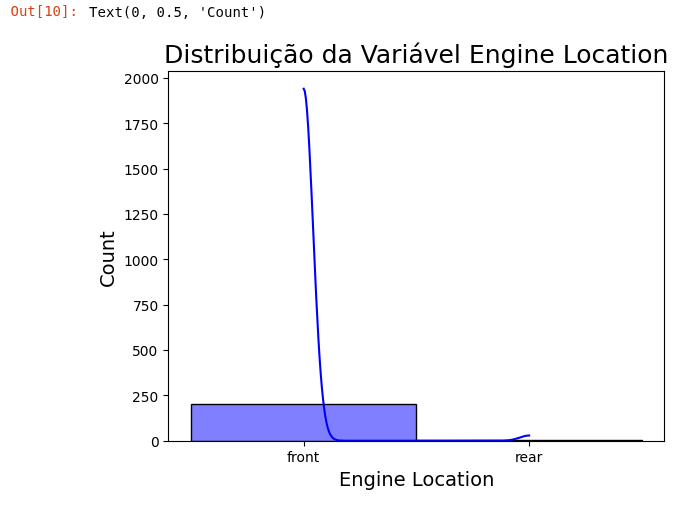 Out[10]: Text(0, 0.5, 'Count')
Distribuição da Variável Engine Location
2000
1750
1500
1250
1000
750
500
250
0
Count
front rear
Engine Location